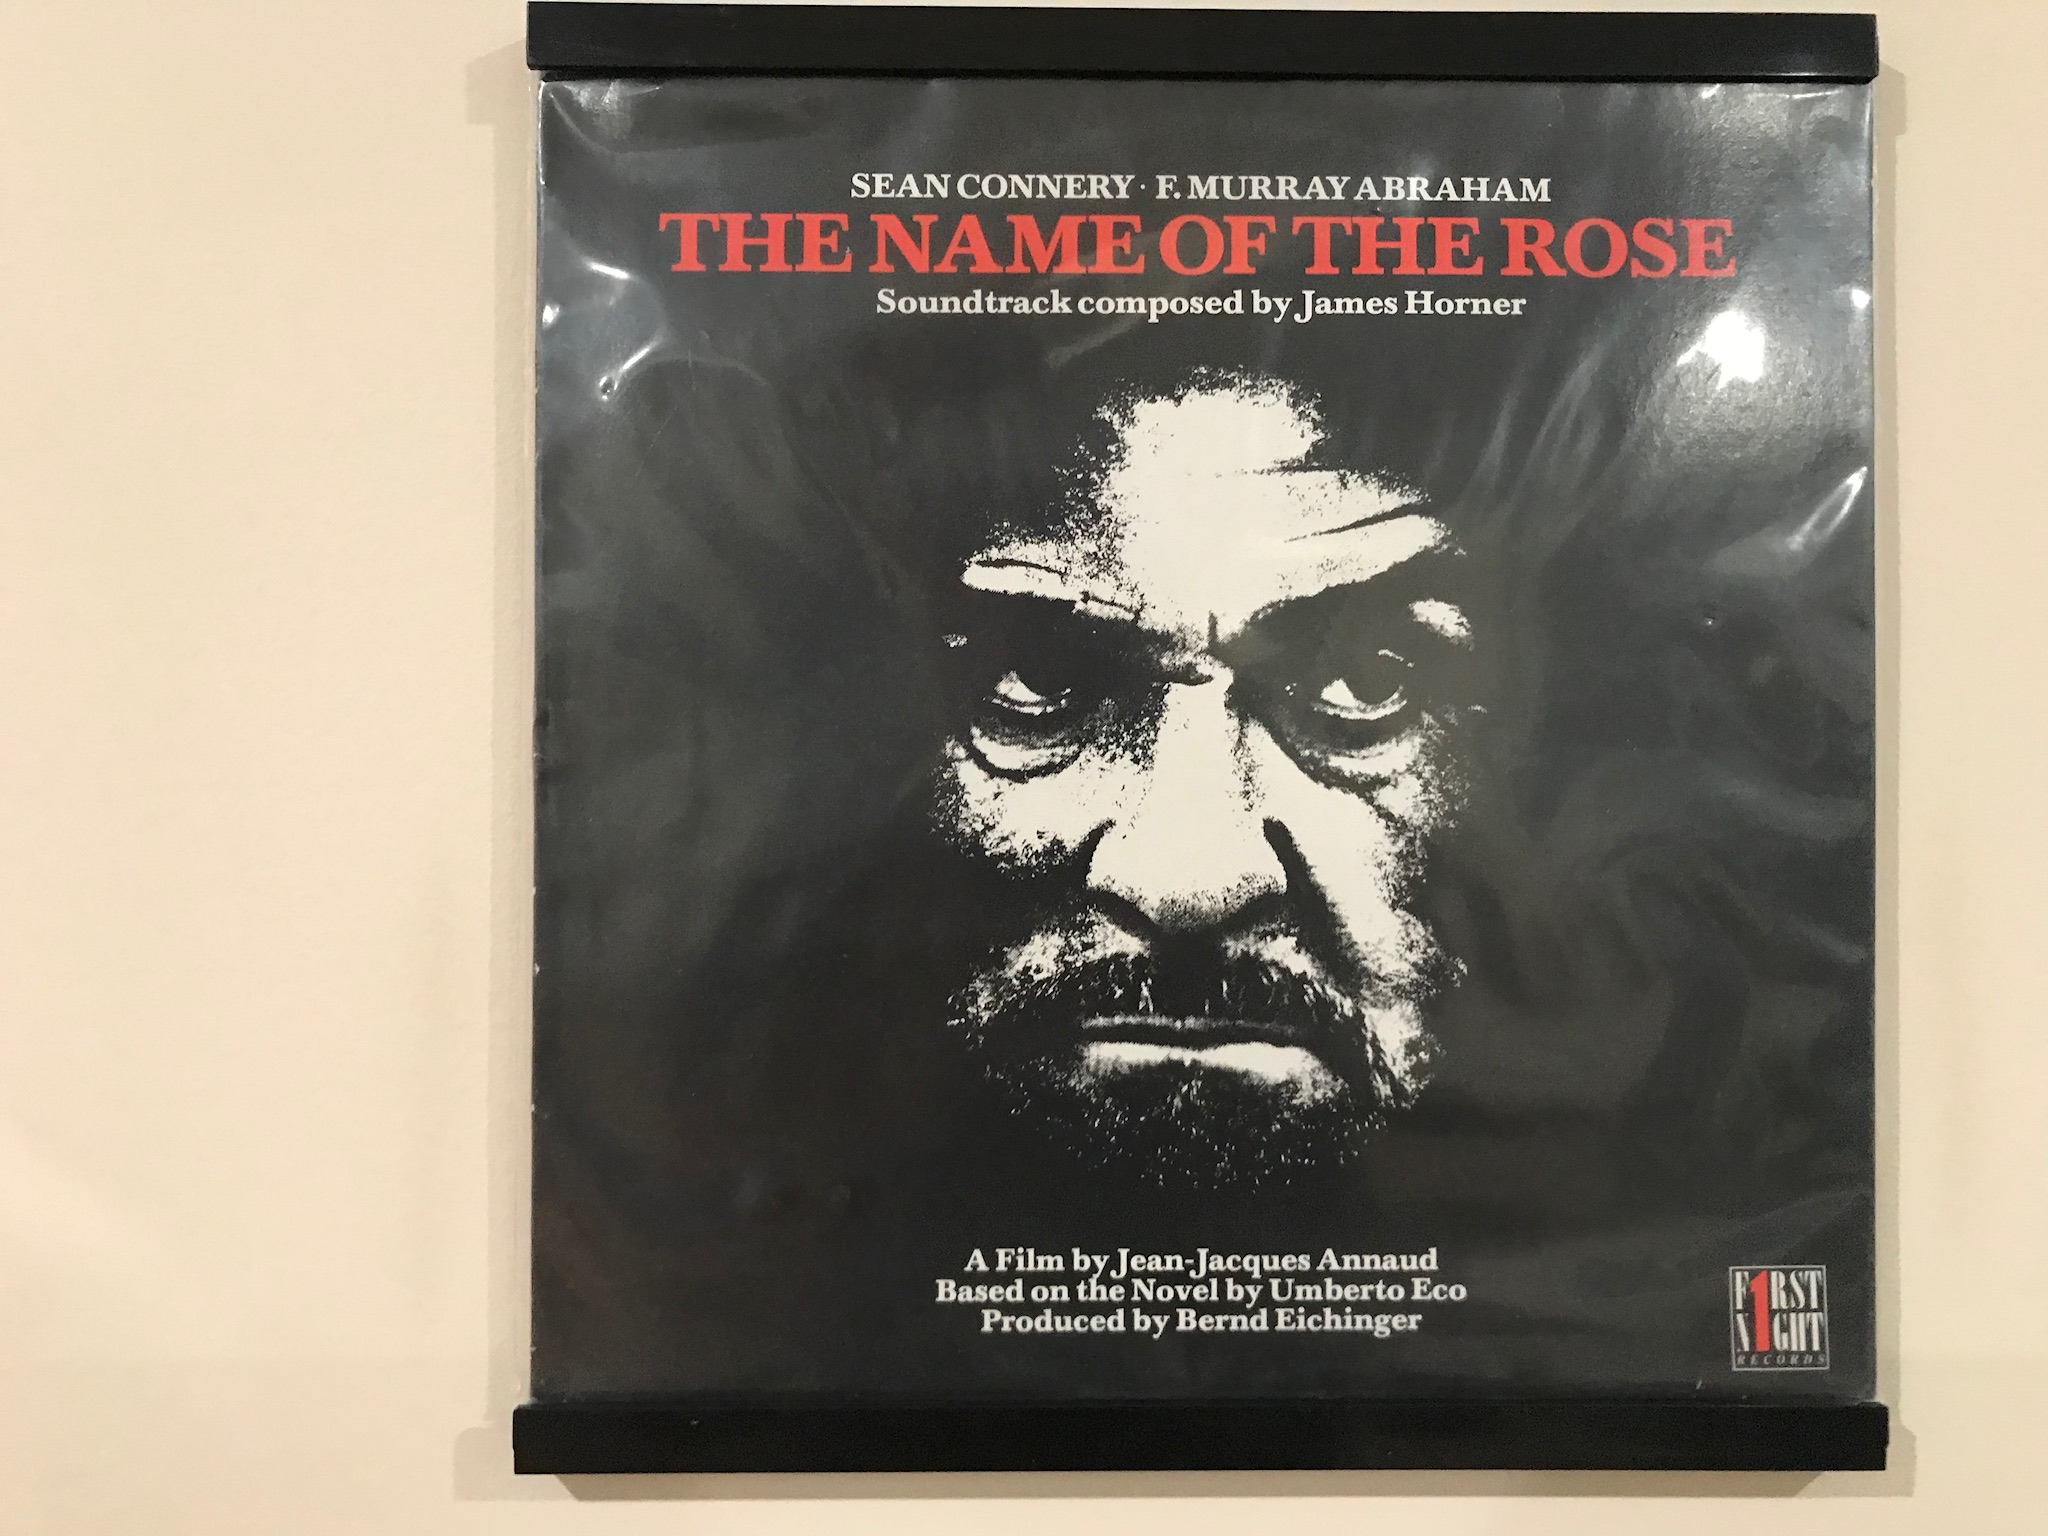 SEAN CONNERY · F. MURRAY ABRAHAM
THE NAME OF THE ROSE
Soundtrack composed by James Horner
A Film by Jean-Jacques Annaud
Based on the Novel by Umberto Eco
Produced by Bernd Eichinger
F1RST
N1GHT
RECORDS